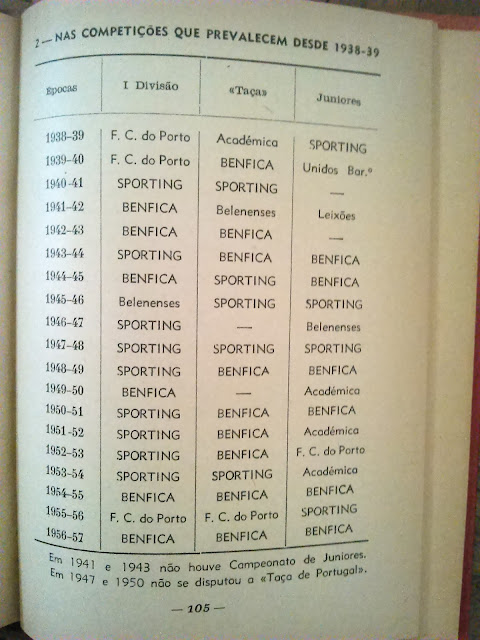 2 — NAS COMPETIÇÕES QUE PREVALECEM DESDE 1938-39
Epocas I Divisão «Taça» Juniores
1938-39 F. C. do Porto Académica SPORTING
1939-40 F. C. do Porto BENFICA Unidos Bar.º
1940-41 SPORTING SPORTING —
1941-42 BENFICA Belenenses Leixões
1942-43 BENFICA BENFICA —
1943-44 SPORTING BENFICA BENFICA
1944-45 BENFICA SPORTING BENFICA
1945-46 Belenenses SPORTING SPORTING
1946-47 SPORTING — Belenenses
1947-48 SPORTING SPORTING SPORTING
1948-49 SPORTING BENFICA BENFICA
1949-50 BENFICA — Académica
1950-51 SPORTING BENFICA BENFICA
1951-52 SPORTING BENFICA Académica
1952-53 SPORTING BENFICA F. C. do Porto
1953-54 SPORTING SPORTING Académica
1954-55 BENFICA BENFICA BENFICA
1955-56 F. C. do Porto F. C. do Porto SPORTING
1956-57 BENFICA BENFICA BENFICA
Em 1941 e 1943 não houve Campeonato de Juniores.
Em 1947 e 1950 não se disputou a «Taça de Portugal».
— 105 —